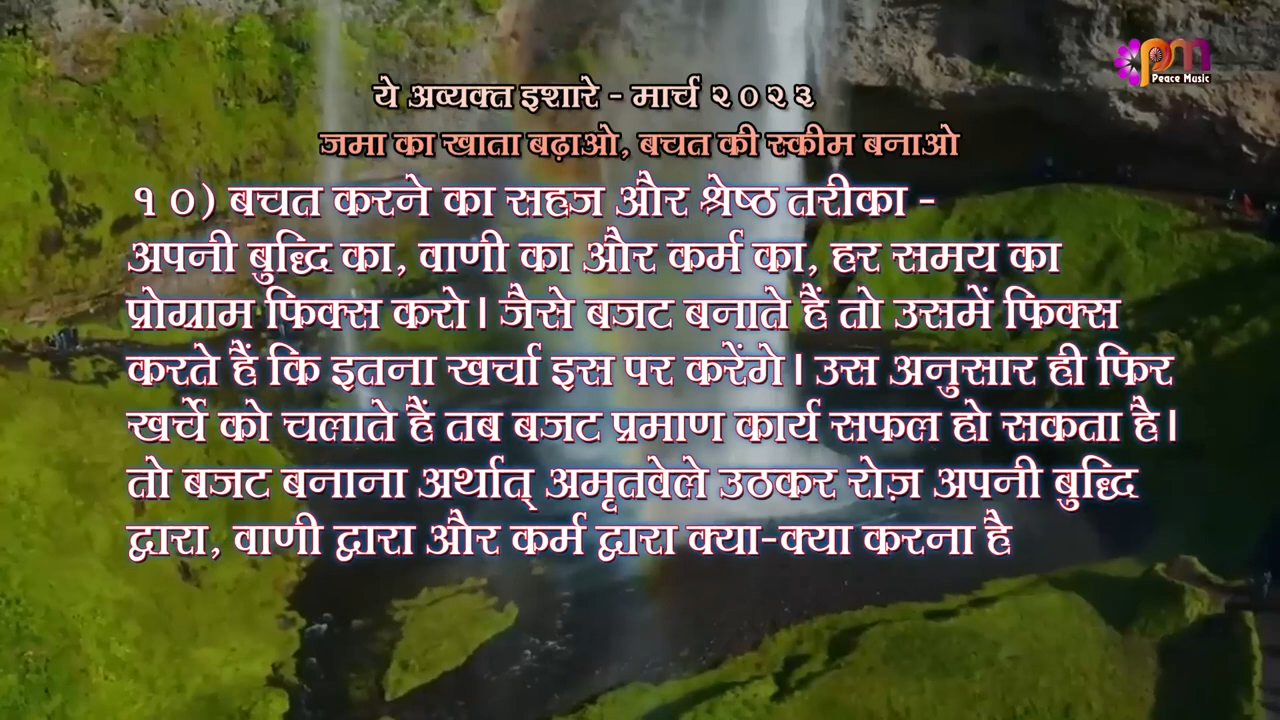 pm
Peace Music
ये अव्यक्त इशारे - मार्च २०२३
जमा का खाता बढ़ाओ, बचत की स्कीम बनाओ
१०) बचत करने का सहज और श्रेष्ठ तरीका -
अपनी बुद्धि का, वाणी का और कर्म का, हर समय का
प्रोग्राम फिक्स करो। जैसे बजट बनाते हैं तो उसमें फिक्स
करते हैं कि इतना खर्चा इस पर करेंगे। उस अनुसार ही फिर
खर्चे को चलाते हैं तब बजट प्रमाण कार्य सफल हो सकता है।
तो बजट बनाना अर्थात् अमृतवेले उठकर रोज़ अपनी बुद्धि
द्वारा, वाणी द्वारा और कर्म द्वारा क्या-क्या करना है